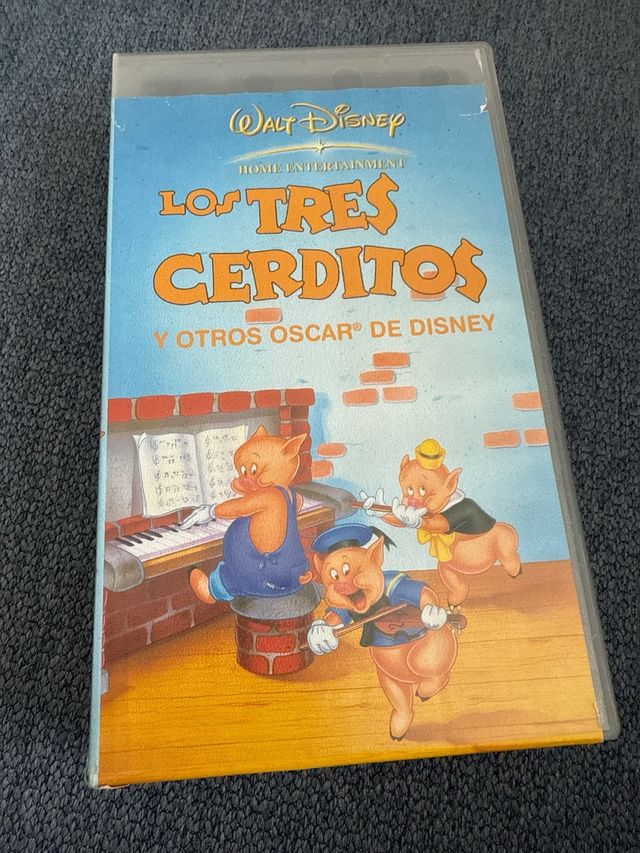 WALT DISNEY
HOME ENTERTAINMENT
LOS TRES
CERDITOS
Y OTROS OSCAR® DE DISNEY